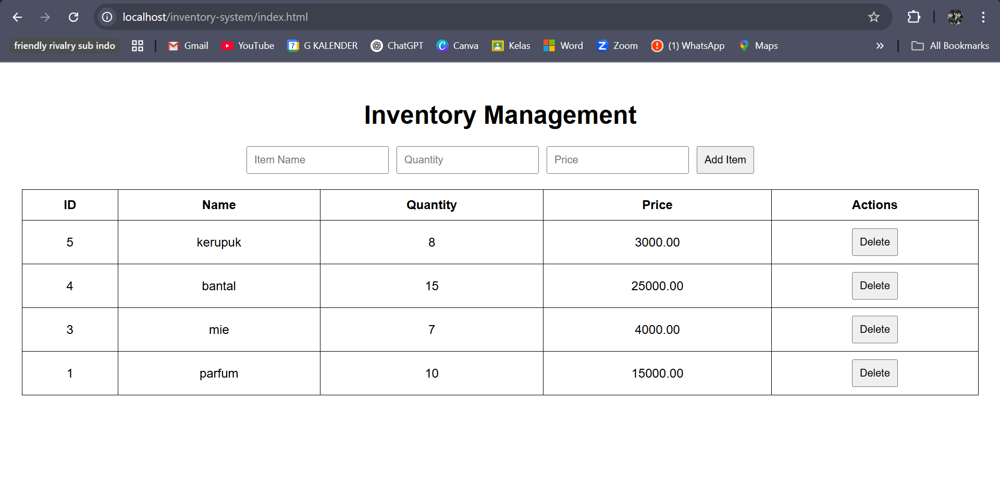 localhost/inventory-system/index.html
friendly rivalry sub indo Gmail YouTube 7 G KALENDER ChatGPT Canva Kelas Word Zoom (1) WhatsApp Maps » All Bookmarks
Inventory Management
Item Name Quantity Price Add Item
ID Name Quantity Price Actions
5 kerupuk 8 3000.00 Delete
4 bantal 15 25000.00 Delete
3 mie 7 4000.00 Delete
1 parfum 10 15000.00 Delete